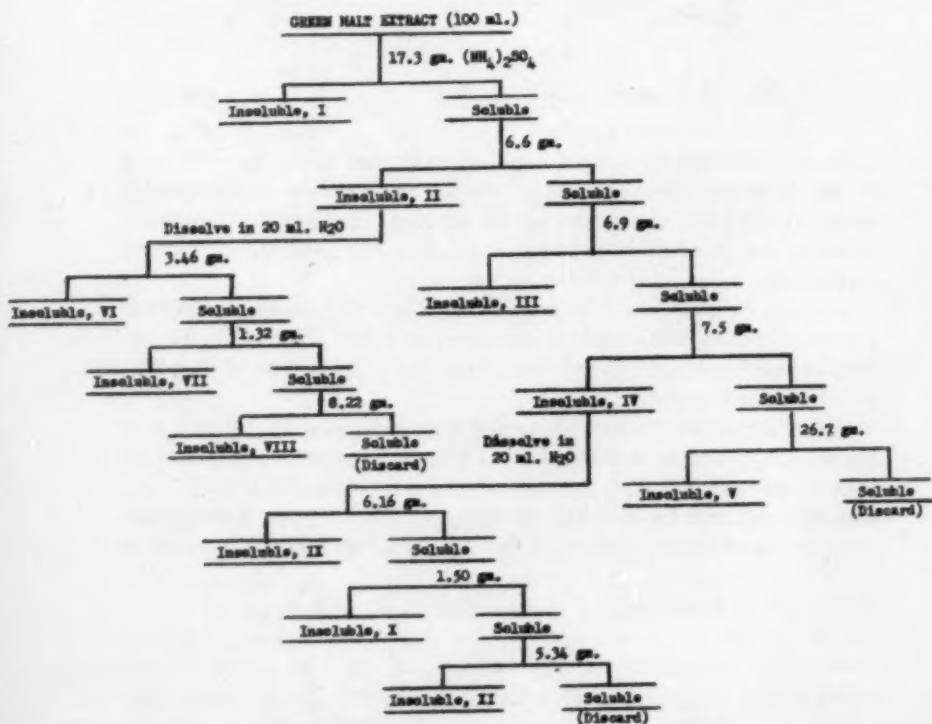 GREEN MALT EXTRACT (100 ml.)
17.3 gm. (NH₄)₂SO₄
Insoluble, I Soluble
6.6 gm.
Insoluble, II Soluble
Dissolve in 20 ml. H₂O 6.9 gm.
3.46 gm.
Insoluble, VI Soluble Insoluble, III Soluble
1.32 gm. 7.5 gm.
Insoluble, VII Soluble Insoluble, IV Soluble
8.22 gm. 26.7 gm.
Insoluble, VIII Soluble
(Discard)
Dissolve in
20 ml. H₂O
Insoluble, V Soluble
(Discard)
6.16 gm.
Insoluble, IX Soluble
1.50 gm.
Insoluble, X Soluble
5.34 gm.
Insoluble, XI Soluble
(Discard)